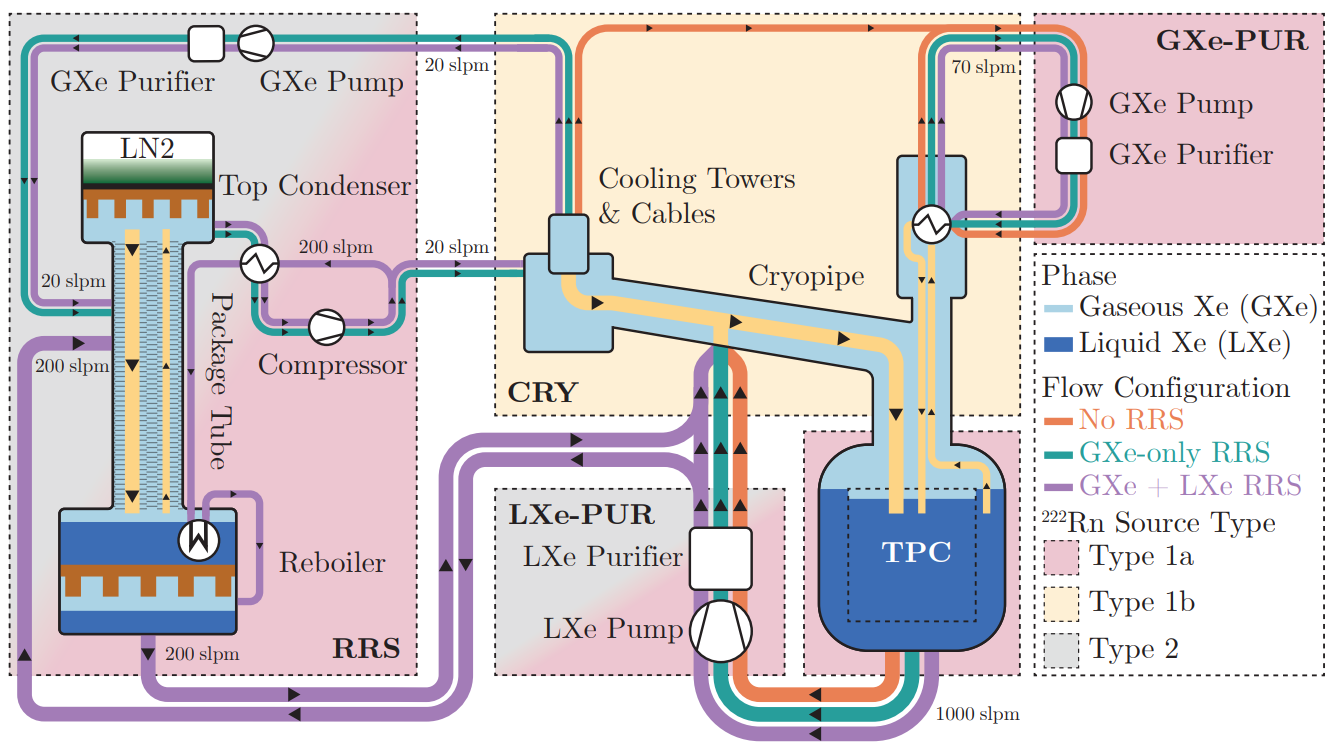 GXe Purifier
GXe Pump
20 slpm
LN2
Top Condenser
200 slpm
20 slpm
20 slpm
200 slpm
Package Tube
Compressor
Reboiler
200 slpm
RRS
Cooling Towers
& Cables
Cryopipe
CRY
70 slpm
GXe-PUR
GXe Pump
GXe Purifier
LXe-PUR
LXe Purifier
LXe Pump
TPC
1000 slpm
Phase
Gaseous Xe (GXe)
Liquid Xe (LXe)
Flow Configuration
No RRS
GXe-only RRS
GXe + LXe RRS
²²²Rn Source Type
Type 1a
Type 1b
Type 2